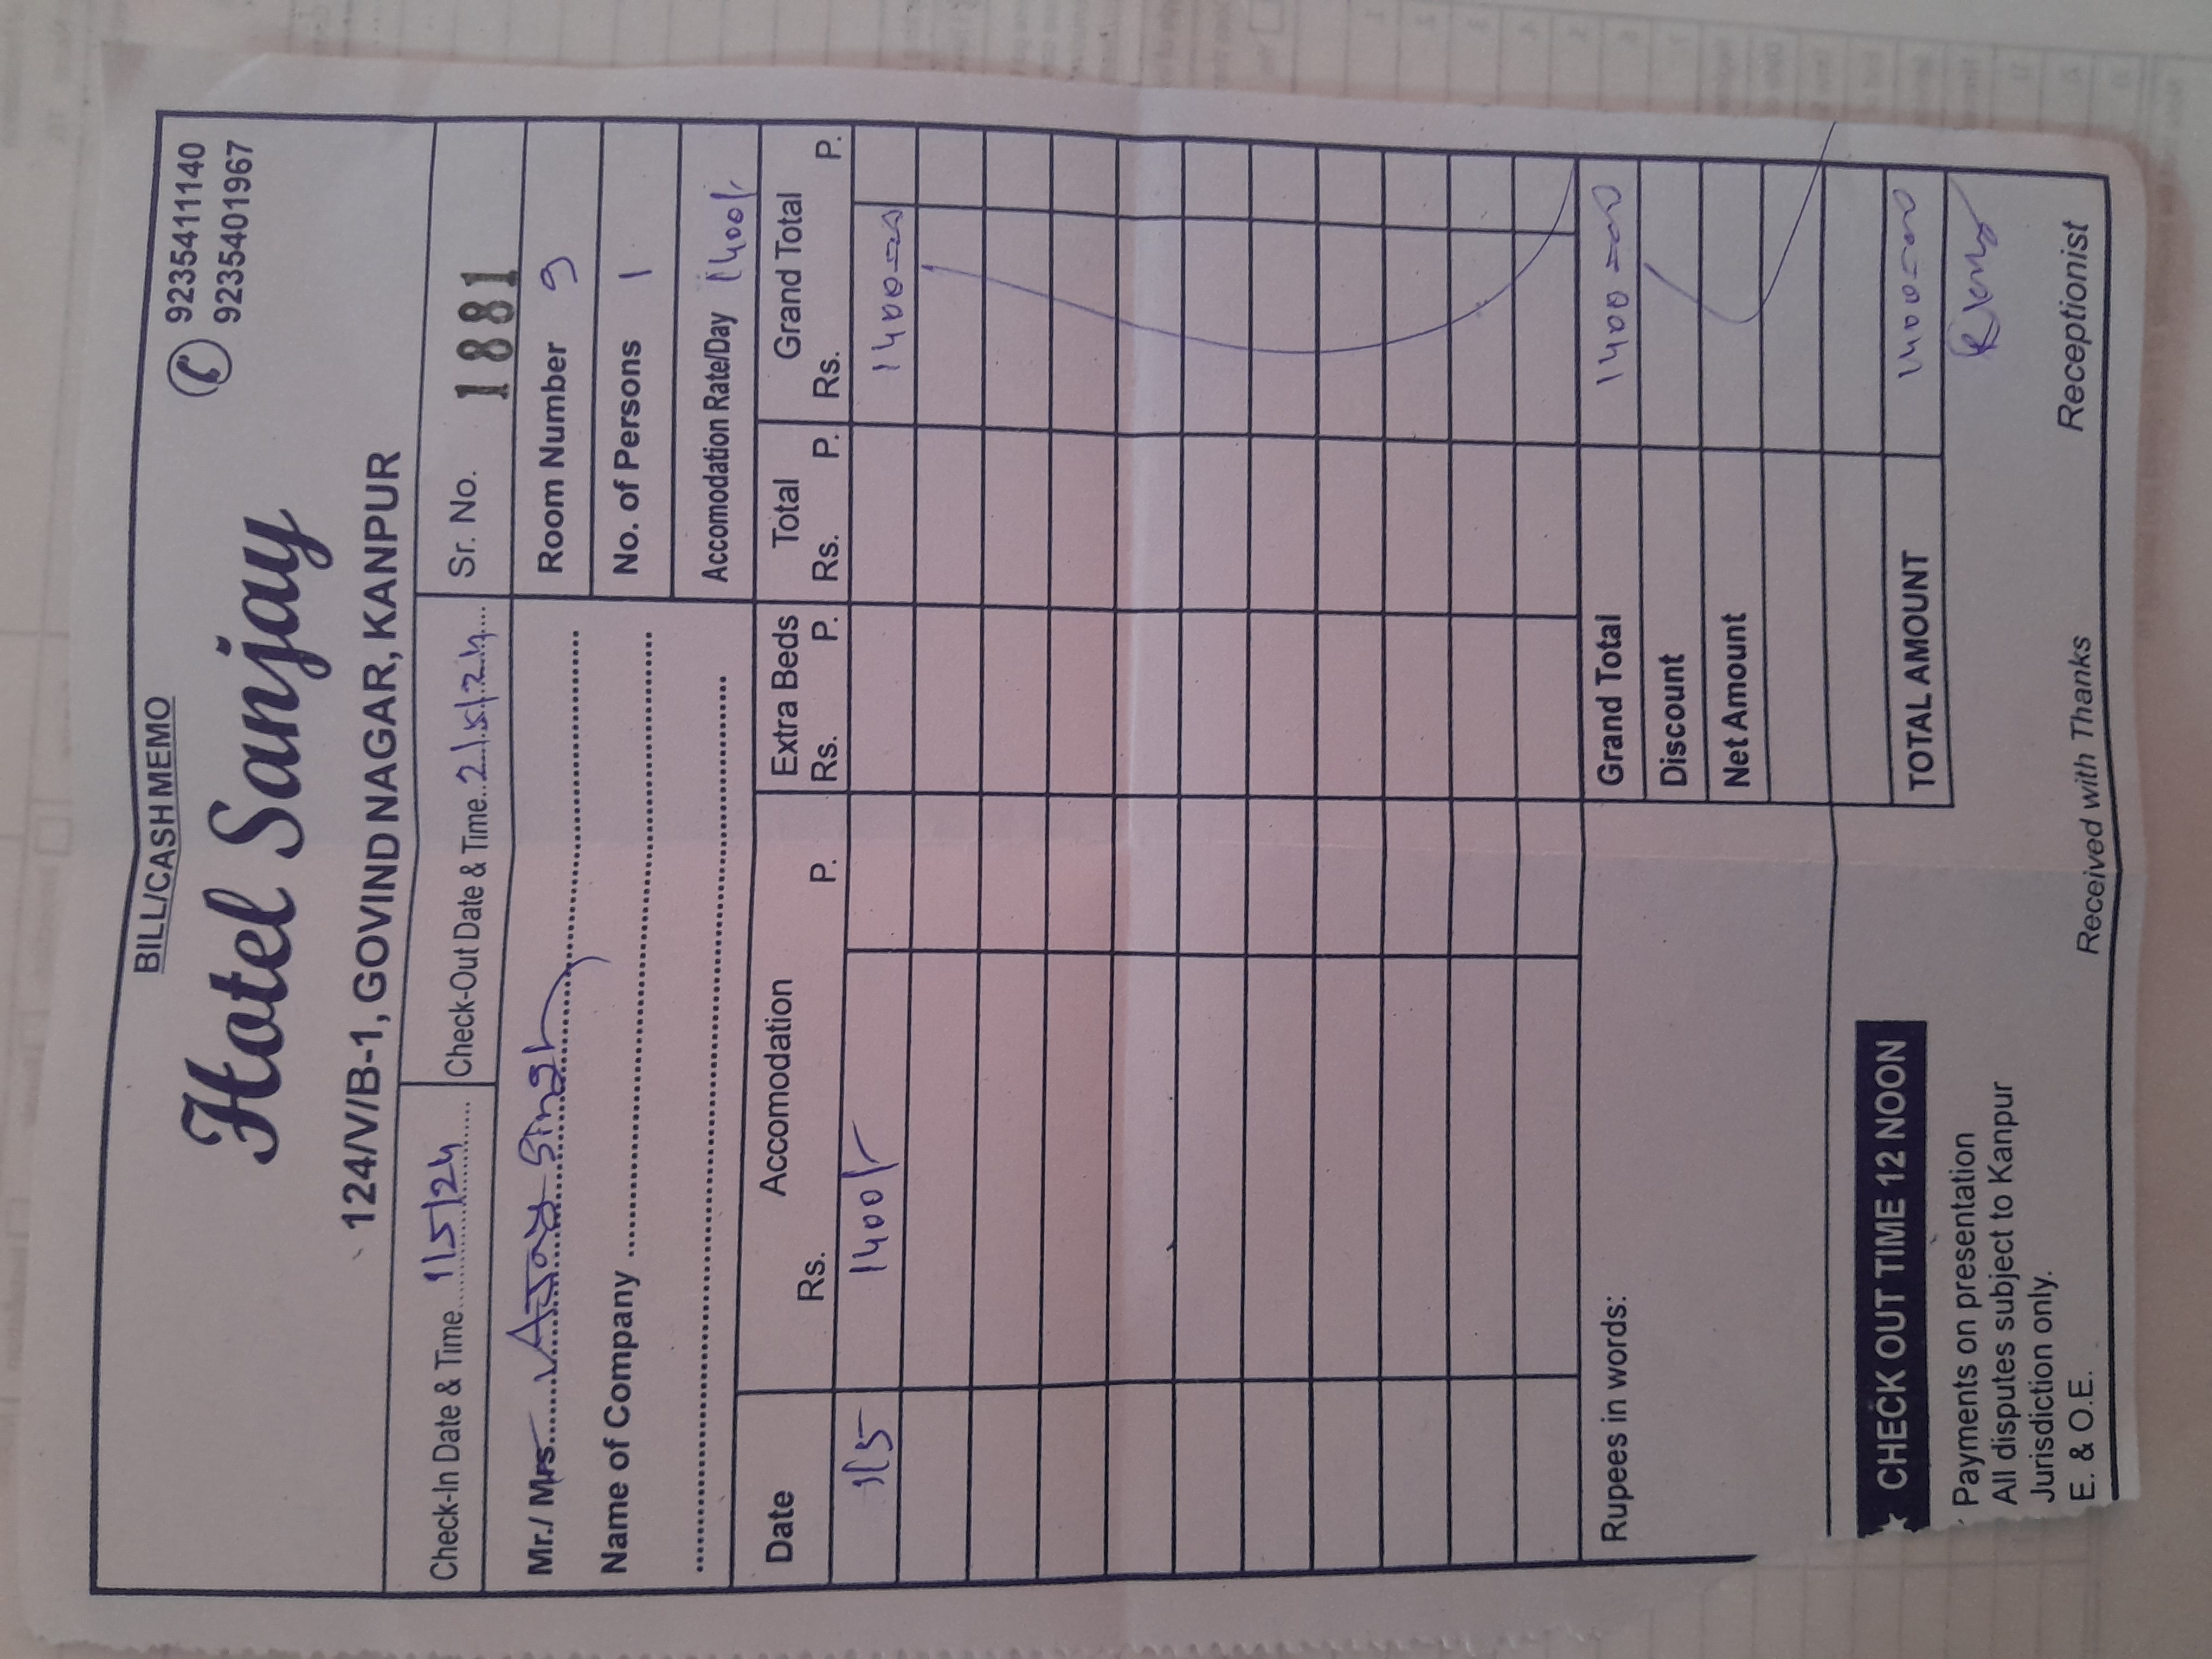 BILL/CASH MEMO
9235411140
9235401967
Hotel Sanjay
124/V/B-1, GOVIND NAGAR, KANPUR
Check-In Date & Time 1/5/24 Check-Out Date & Time 2/5/24 Sr. No. 1881
Mr./ Mrs. Ajay Singh Room Number 9
Name of Company No. of Persons 1
Accomodation Rate/Day 1400/-
Date Accomodation Extra Beds Total Grand Total
Rs. P. Rs. P. Rs. P. Rs. P.
1/5 1400/- 1400=00
Rupees in words: Grand Total 1400=00
Discount
Net Amount
CHECK OUT TIME 12 NOON TOTAL AMOUNT 1400=00
Payments on presentation
All disputes subject to Kanpur
Jurisdiction only.
E. & O.E. Received with Thanks Receptionist